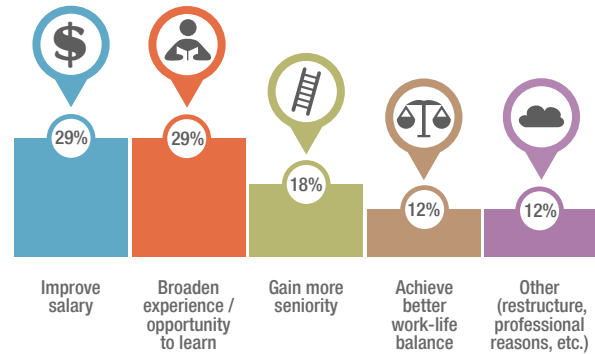 $
29%
29%
18%
12%
12%
Improve
salary
Broaden
experience /
opportunity
to learn
Gain more
seniority
Achieve
better
work-life
balance
Other
(restructure,
professional
reasons, etc.)